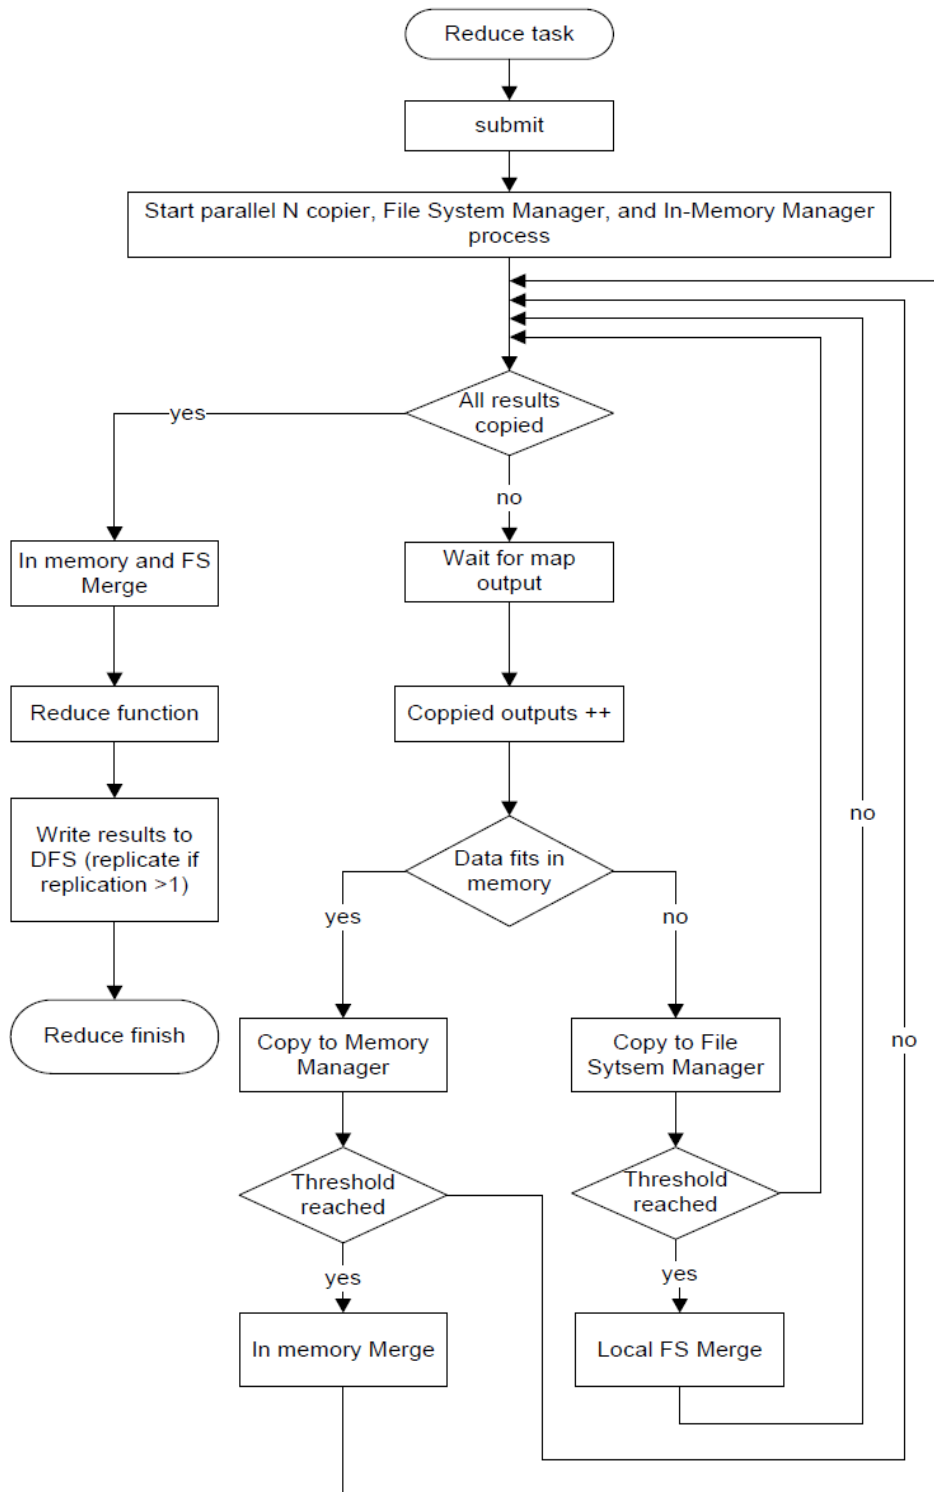 Reduce task
submit
Start parallel N copier, File System Manager, and In-Memory Manager
process
All results
copied
yes
no
In memory and FS
Merge
Wait for map
output
Reduce function
Coppied outputs ++
Write results to
DFS (replicate if
replication >1)
Data fits in
memory
no
yes
no
Reduce finish
Copy to Memory
Manager
Copy to File
Sytsem Manager
no
Threshold
reached
Threshold
reached
yes
yes
In memory Merge
Local FS Merge